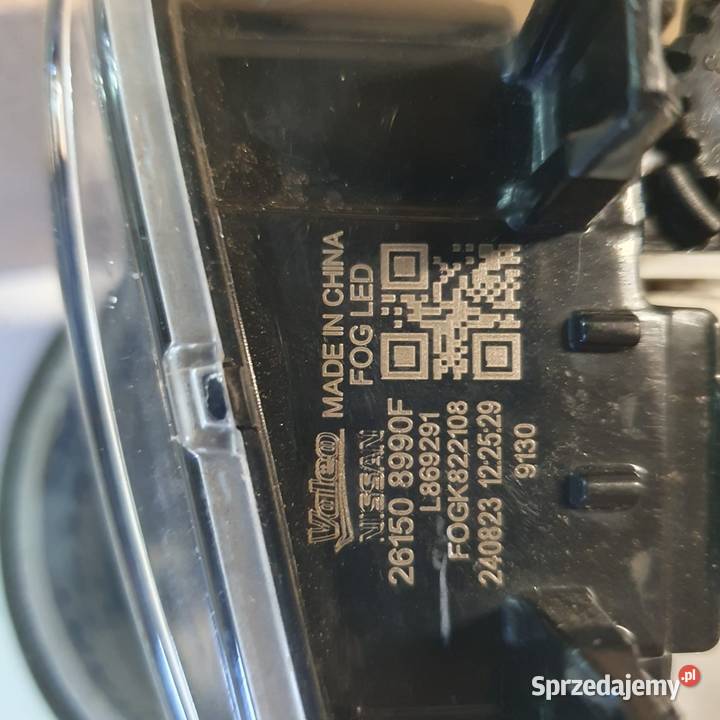 Valeo MADE IN CHINA
NISSAN FOG LED
26150 8990F
L869291
FOGK822108
240823 12:25:29
9130
Sprzedajemy.pl